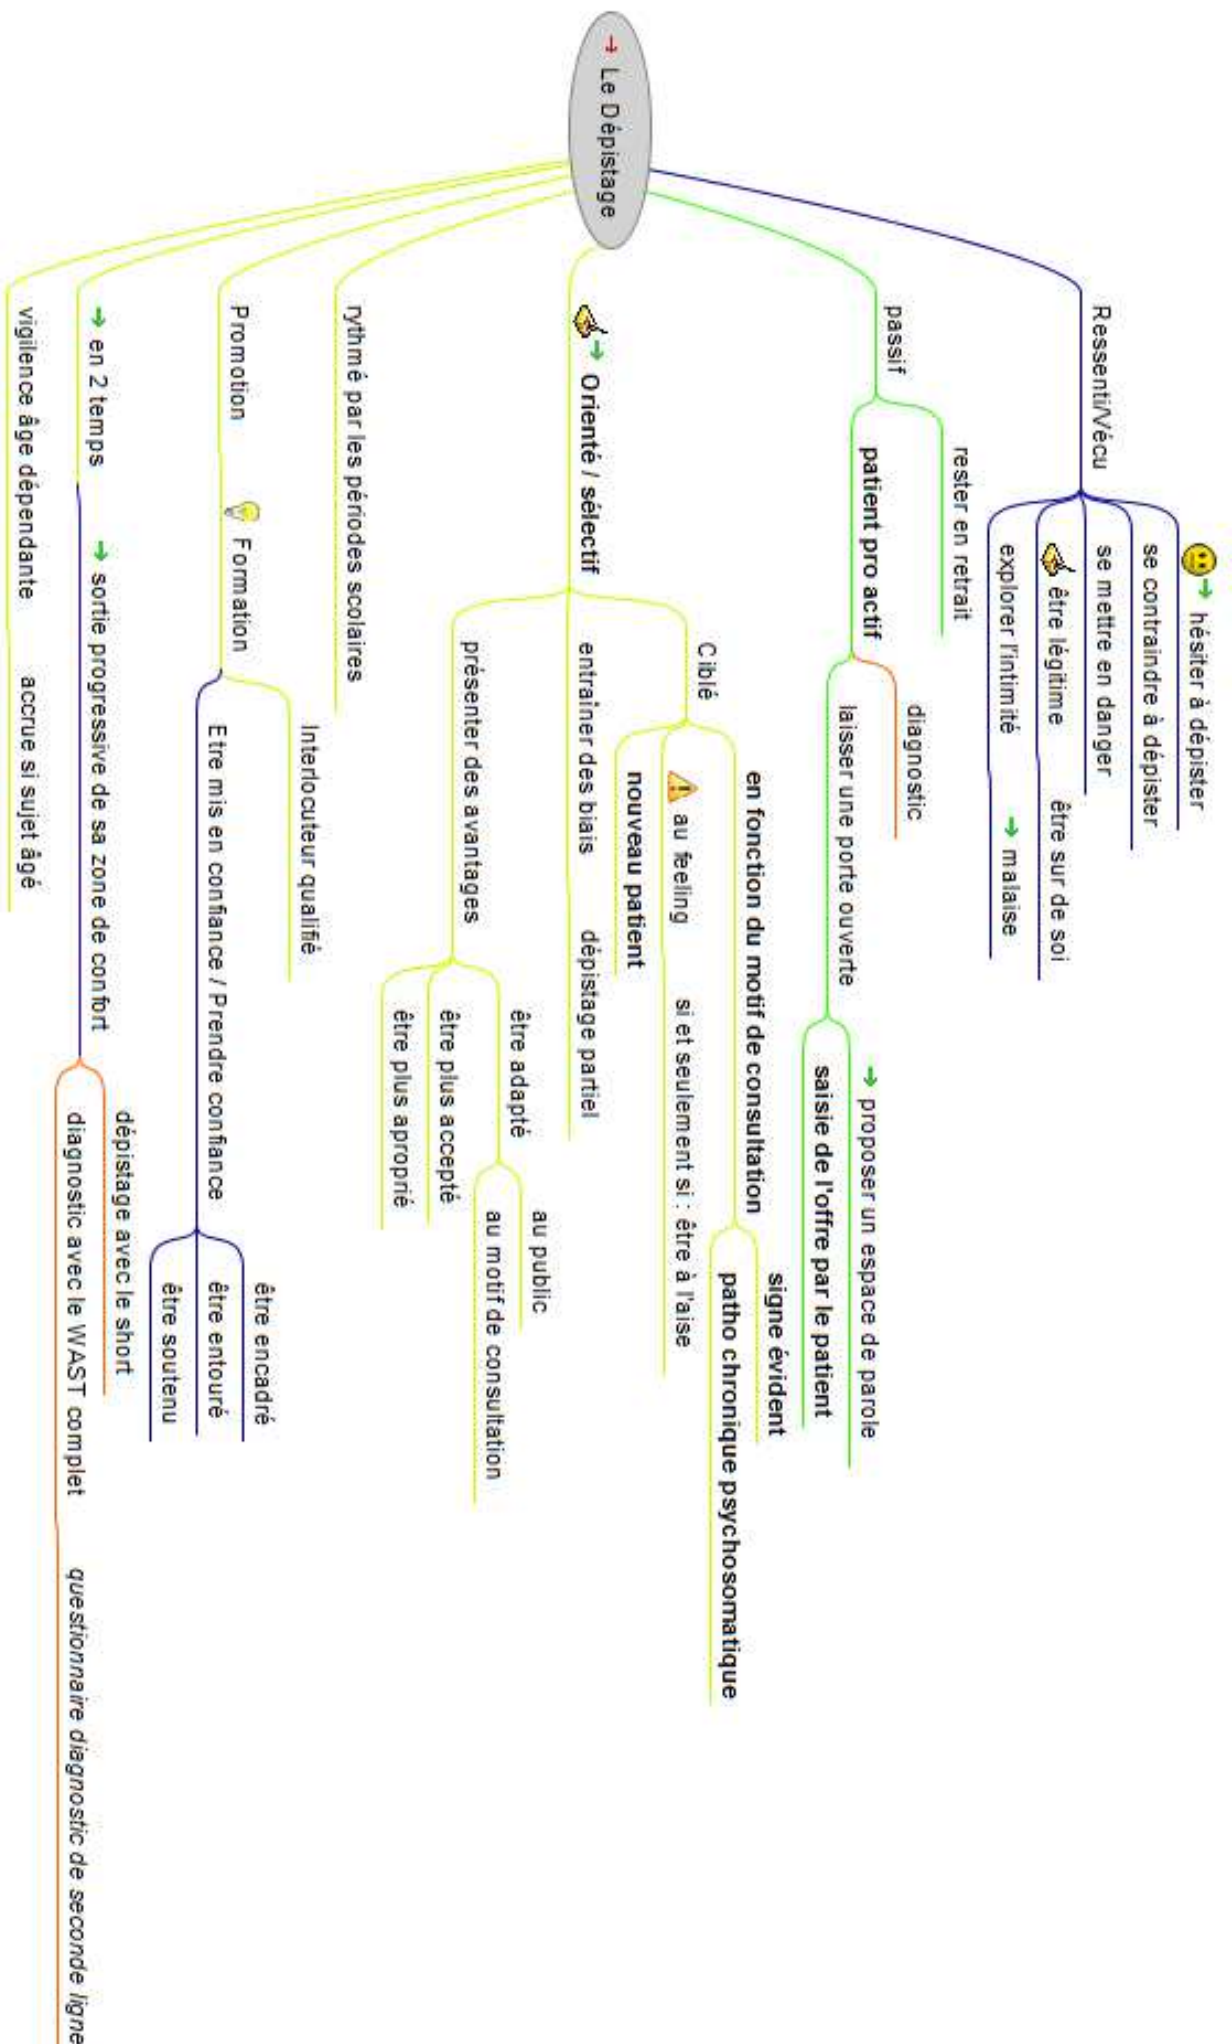 Le Dépistage
Ressenti/Vécu
hésiter à dépister
se contraindre à dépister
se mettre en danger
être légitime
être sur de soi
explorer l'intimité
malaise
passif
rester en retrait
patient pro actif
diagnostic
laisser une porte ouverte
proposer un espace de parole
saisie de l'offre par le patient
Orienté / sélectif
Ciblé
en fonction du motif de consultation
signe évident
patho chronique psychosomatique
au feeling
si et seulement si : être à l'aise
nouveau patient
entraîner des biais
dépistage partiel
présenter des avantages
être adapté
au public
au motif de consultation
être plus accepté
être plus aproprié
rythmé par les périodes scolaires
Promotion
Formation
Interlocuteur qualifié
Etre mis en confiance / Prendre confiance
être encadré
être entouré
être soutenu
en 2 temps
sortie progressive de sa zone de confort
dépistage avec le short
diagnostic avec le WAST complet
questionnaire diagnostic de seconde ligne
vigilence âge dépendante
accrue si sujet âgé